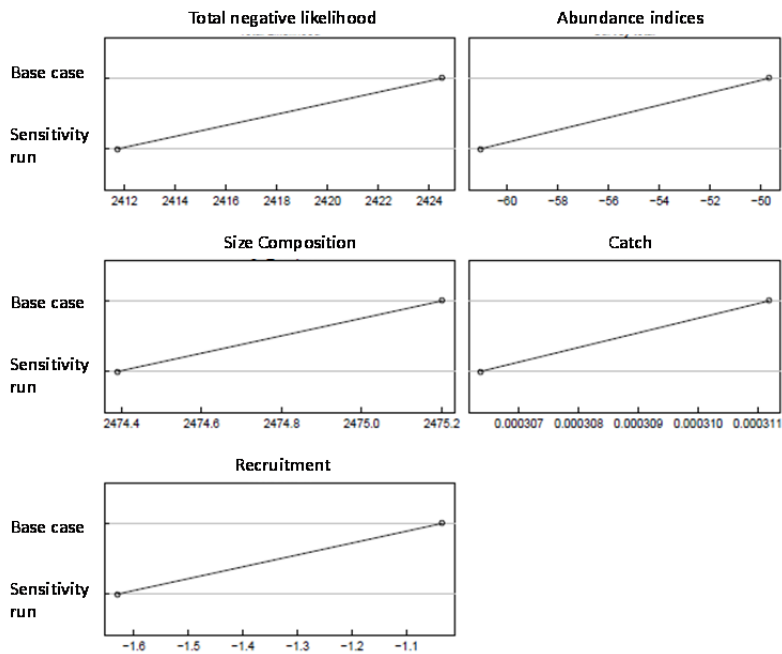 Total negative likelihood
Abundance indices
Base case
Sensitivity
run
2412 2414 2416 2418 2420 2422 2424
−60 −58 −56 −54 −52 −50
Size Composition
Catch
Base case
Sensitivity
run
2474.4 2474.6 2474.8 2475.0 2475.2
0.000307 0.000308 0.000309 0.000310 0.000311
Recruitment
Base case
Sensitivity
run
−1.6 −1.5 −1.4 −1.3 −1.2 −1.1